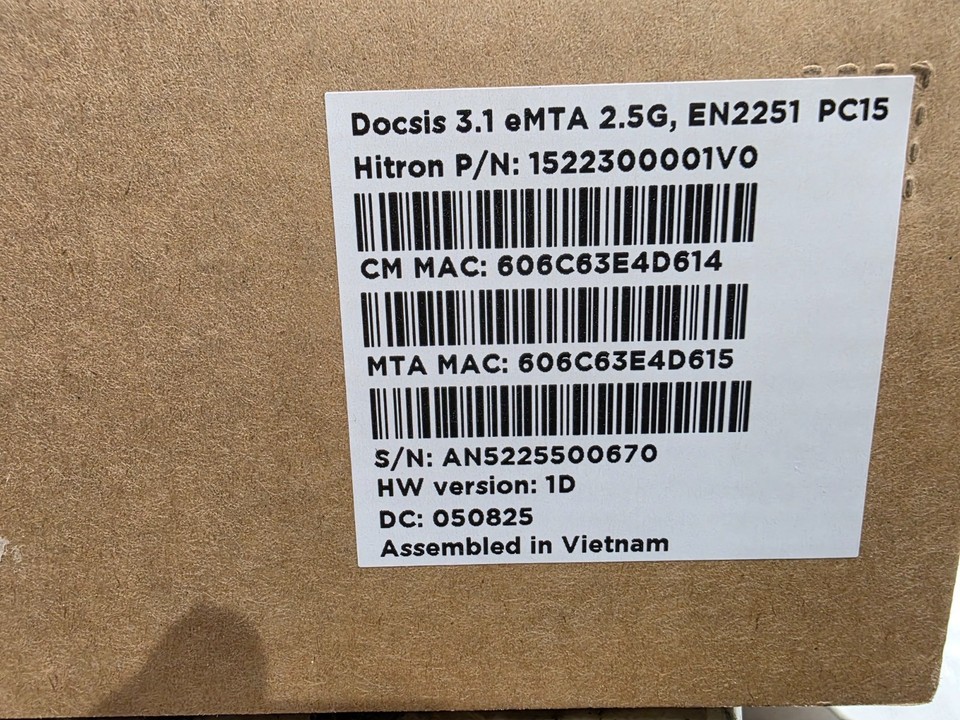 Docsis 3.1 eMTA 2.5G, EN2251 PC15
Hitron P/N: 1522300001V0
CM MAC: 606C63E4D614
MTA MAC: 606C63E4D615
S/N: AN5225500670
HW version: 1D
DC: 050825
Assembled in Vietnam